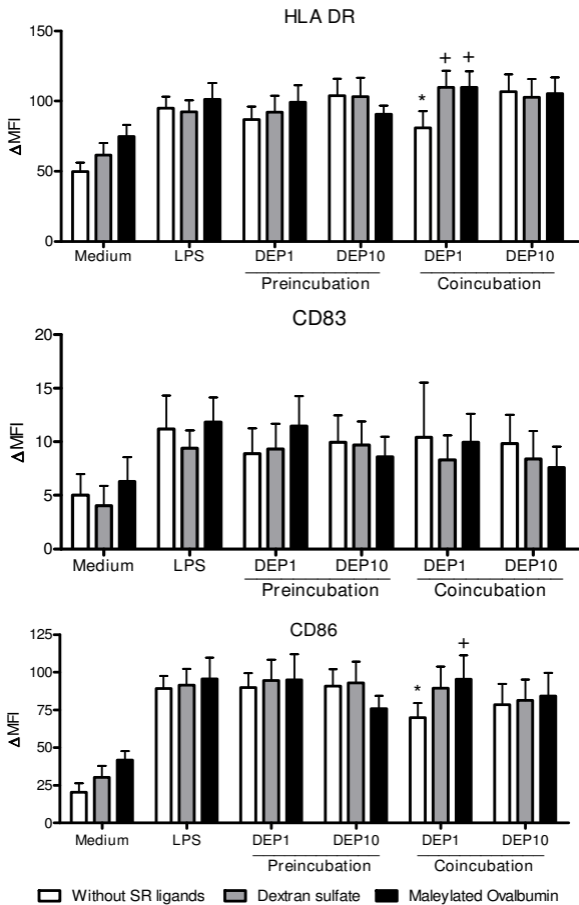 HLA DR
150
+ +
*
100
ΔMFI
50
0
Medium LPS DEP1 DEP10 DEP1 DEP10
Preincubation Coincubation
CD83
20
15
ΔMFI
10
5
0
Medium LPS DEP1 DEP10 DEP1 DEP10
Preincubation Coincubation
CD86
125
+
100
*
75
ΔMFI
50
25
0
Medium LPS DEP1 DEP10 DEP1 DEP10
Preincubation Coincubation
Without SR ligands Dextran sulfate Maleylated Ovalbumin